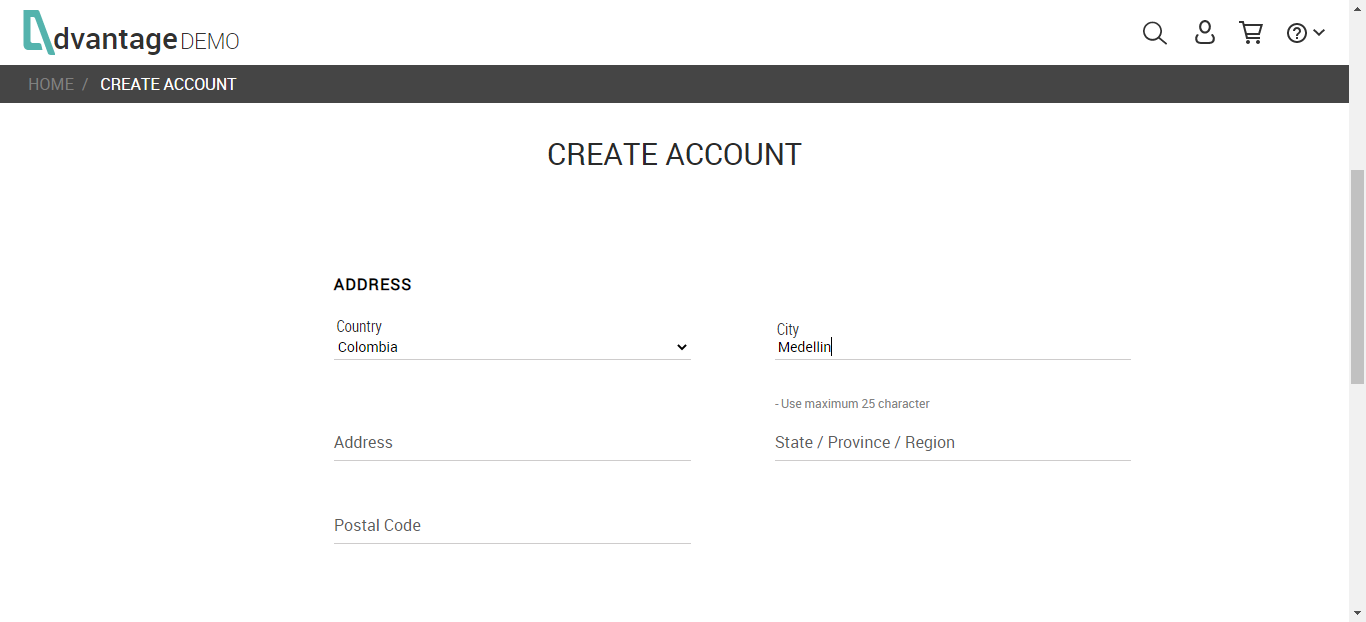 dvantage DEMO
HOME / CREATE ACCOUNT
CREATE ACCOUNT
ADDRESS
Country
Colombia
City
Medellin
- Use maximum 25 character
Address
State / Province / Region
Postal Code